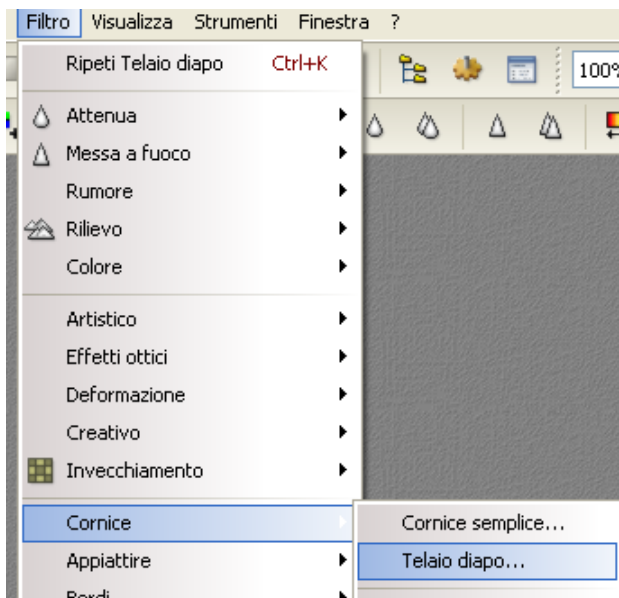 Filtro Visualizza Strumenti Finestra ?
Ripeti Telaio diapo Ctrl+K
100%
Attenua
Messa a fuoco
Rumore
Rilievo
Colore
Artistico
Effetti ottici
Deformazione
Creativo
Invecchiamento
Cornice
Cornice semplice...
Appiattire
Telaio diapo...
Bordi